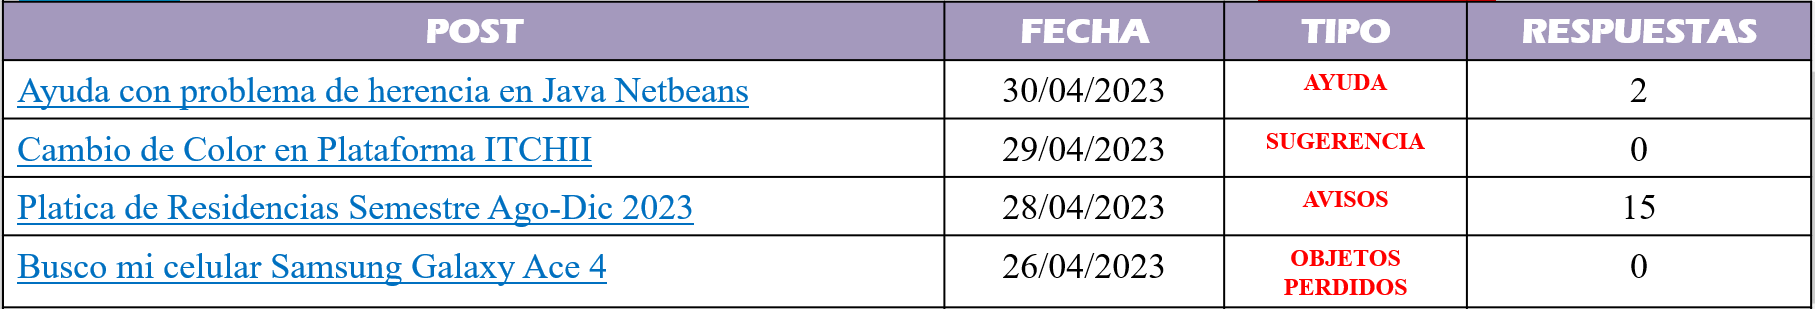 POST FECHA TIPO RESPUESTAS
Ayuda con problema de herencia en Java Netbeans 30/04/2023 AYUDA 2
Cambio de Color en Plataforma ITCHII 29/04/2023 SUGERENCIA 0
Platica de Residencias Semestre Ago-Dic 2023 28/04/2023 AVISOS 15
Busco mi celular Samsung Galaxy Ace 4 26/04/2023 OBJETOS PERDIDOS 0